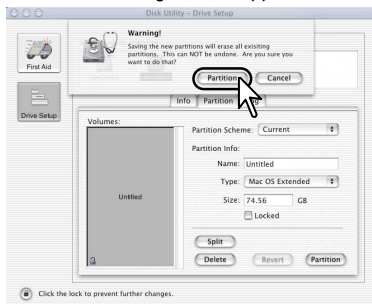 Disk Utility – Drive Setup
Warning!
Saving the new partitions will erase all exisiting
partitions. This can NOT be undone. Are you sure you
want to do that?
Partition
Cancel
First Aid
Drive Setup
Info
Partition
Volumes:
Untitled
Partition Scheme: Current
Partition Info:
Name: Untitled
Type: Mac OS Extended
Size: 74.56 GB
Locked
Split
Delete
Revert
Partition
Click the lock to prevent further changes.